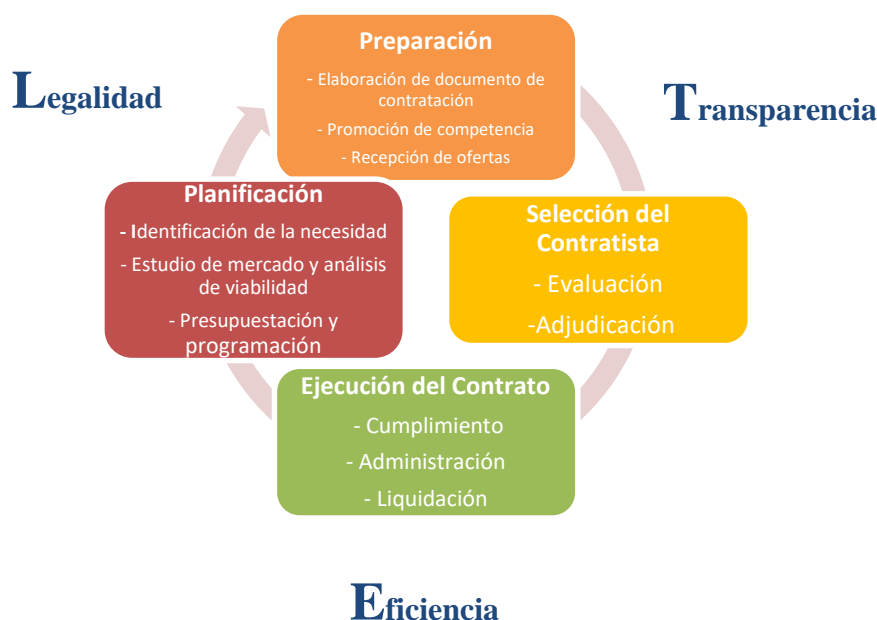 Preparación
- Elaboración de documento de
contratación
- Promoción de competencia
- Recepción de ofertas
Legalidad
Transparencia
Planificación
- Identificación de la necesidad
- Estudio de mercado y análisis
de viabilidad
- Presupuestación y
programación
Selección del
Contratista
- Evaluación
-Adjudicación
Ejecución del Contrato
- Cumplimiento
- Administración
- Liquidación
Eficiencia